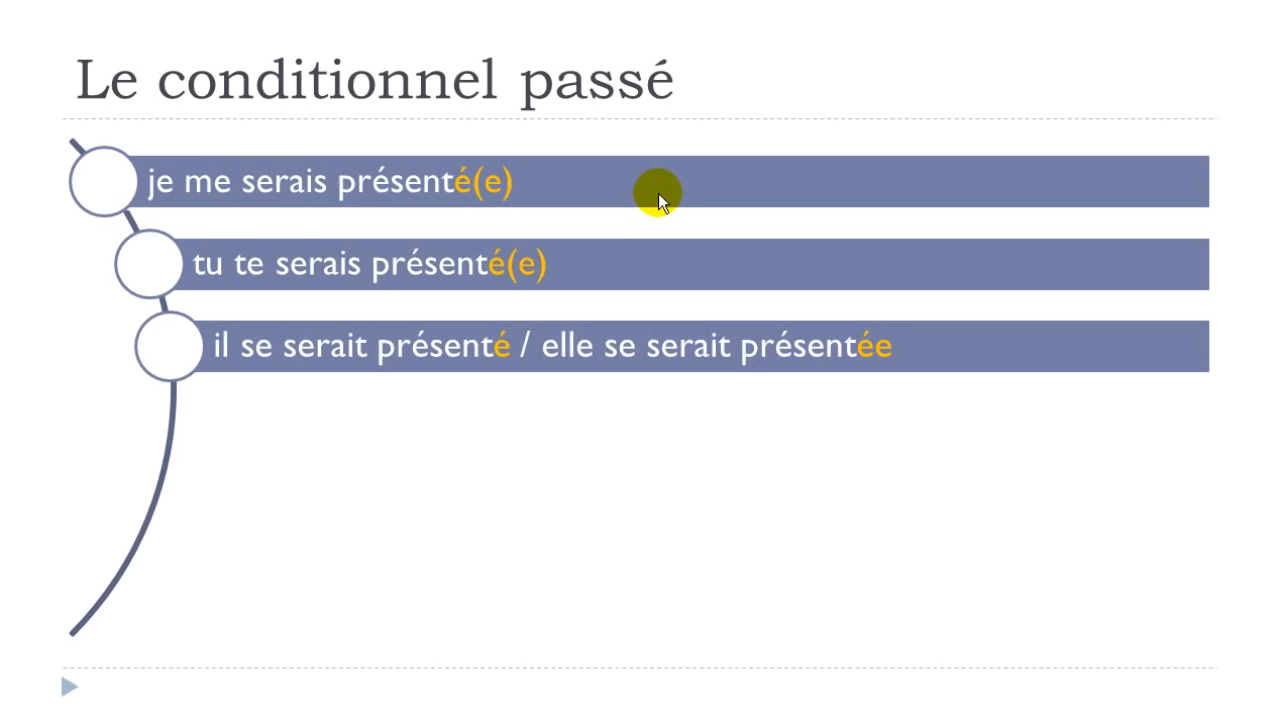 Le conditionnel passé
je me serais présenté(e)
tu te serais présenté(e)
il se serait présenté / elle se serait présentée